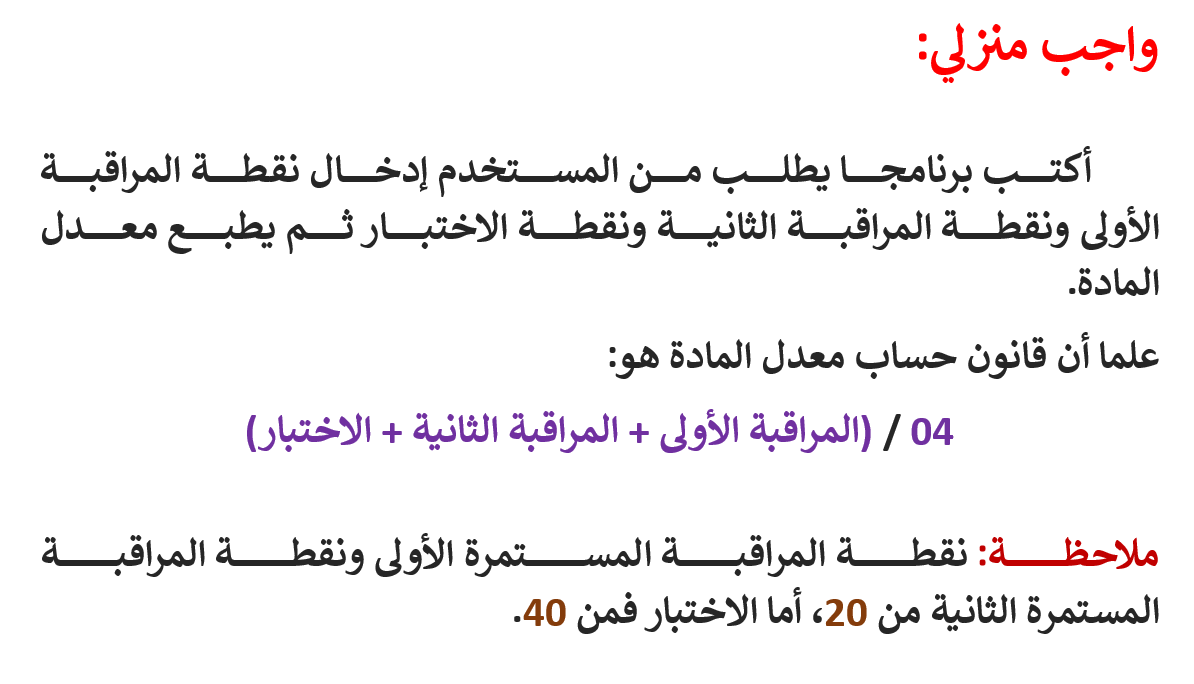 واجب منزلي:
أكتب برنامجا يطلب من المستخدم إدخال نقطة المراقبة
الأولى ونقطة المراقبة الثانية ونقطة الاختبار ثم يطبع معدل
المادة.
علما أن قانون حساب معدل المادة هو:
04 / (المراقبة الأولى + المراقبة الثانية + الاختبار)
ملاحظة: نقطة المراقبة المستمرة الأولى ونقطة المراقبة
المستمرة الثانية من 20، أما الاختبار فمن 40.